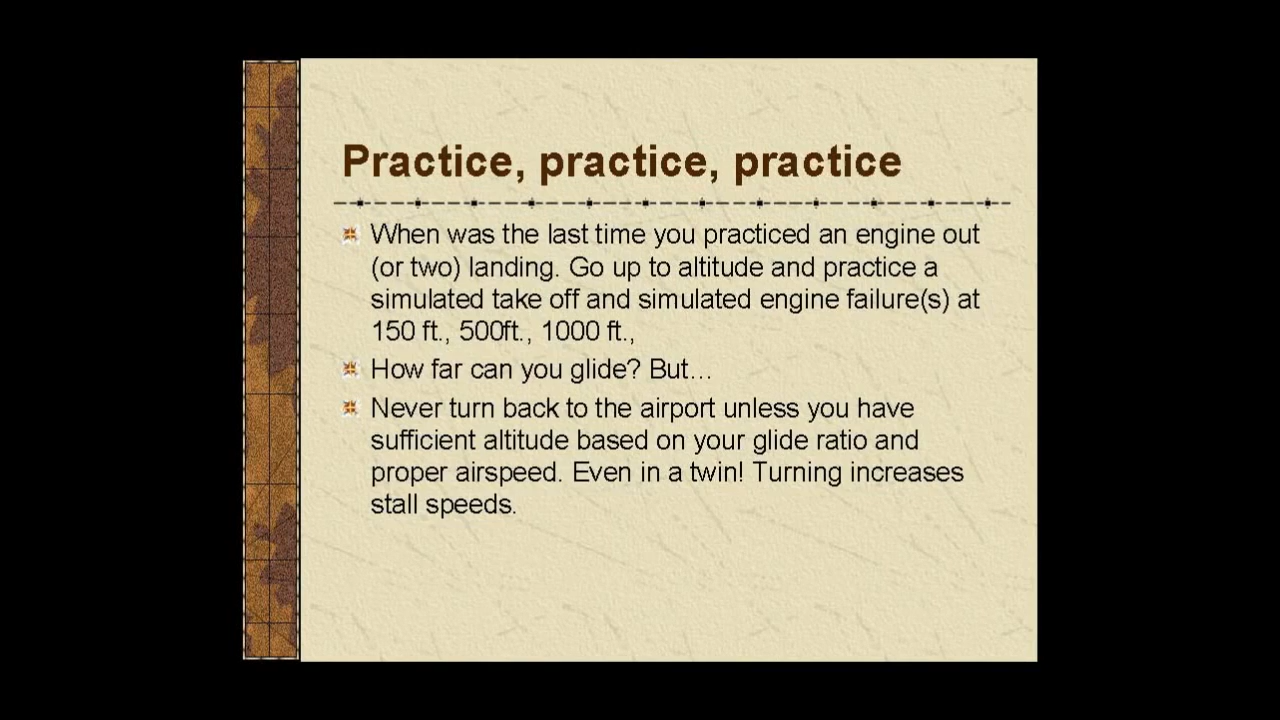 Practice, practice, practice
When was the last time you practiced an engine out
(or two) landing. Go up to altitude and practice a
simulated take off and simulated engine failure(s) at
150 ft., 500ft., 1000 ft.,
How far can you glide? But...
Never turn back to the airport unless you have
sufficient altitude based on your glide ratio and
proper airspeed. Even in a twin! Turning increases
stall speeds.